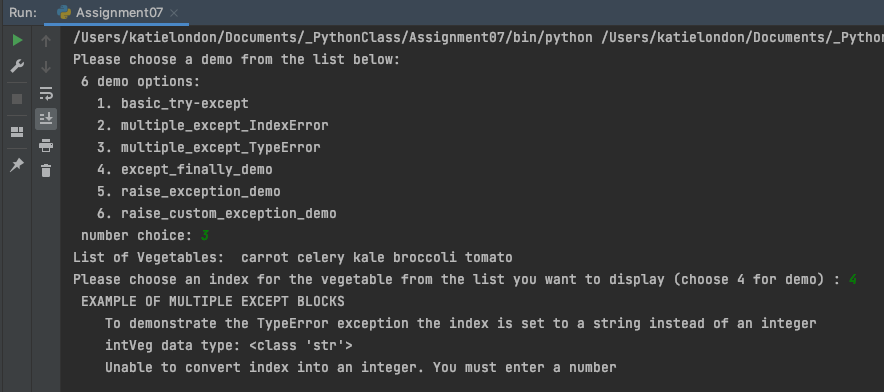 Run: Assignment07
/Users/katielondon/Documents/_PythonClass/Assignment07/bin/python /Users/katielondon/Documents/_Python
Please choose a demo from the list below:
6 demo options:
1. basic_try-except
2. multiple_except_IndexError
3. multiple_except_TypeError
4. except_finally_demo
5. raise_exception_demo
6. raise_custom_exception_demo
number choice: 3
List of Vegetables:  carrot celery kale broccoli tomato
Please choose an index for the vegetable from the list you want to display (choose 4 for demo) : 4
EXAMPLE OF MULTIPLE EXCEPT BLOCKS
To demonstrate the TypeError exception the index is set to a string instead of an integer
intVeg data type: <class 'str'>
Unable to convert index into an integer. You must enter a number